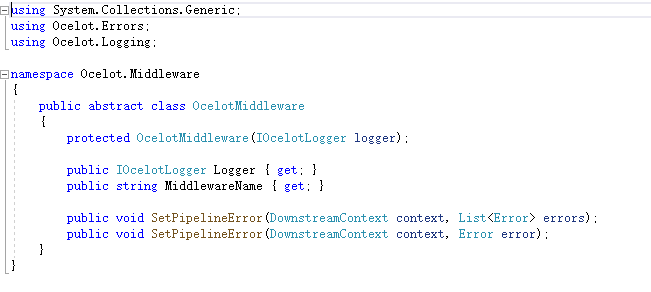 using System.Collections.Generic;
using Ocelot.Errors;
using Ocelot.Logging;
namespace Ocelot.Middleware
{
public abstract class OcelotMiddleware
{
protected OcelotMiddleware(IOcelotLogger logger);
public IOcelotLogger Logger { get; }
public string MiddlewareName { get; }
public void SetPipelineError(DownstreamContext context, List<Error> errors);
public void SetPipelineError(DownstreamContext context, Error error);
}
}